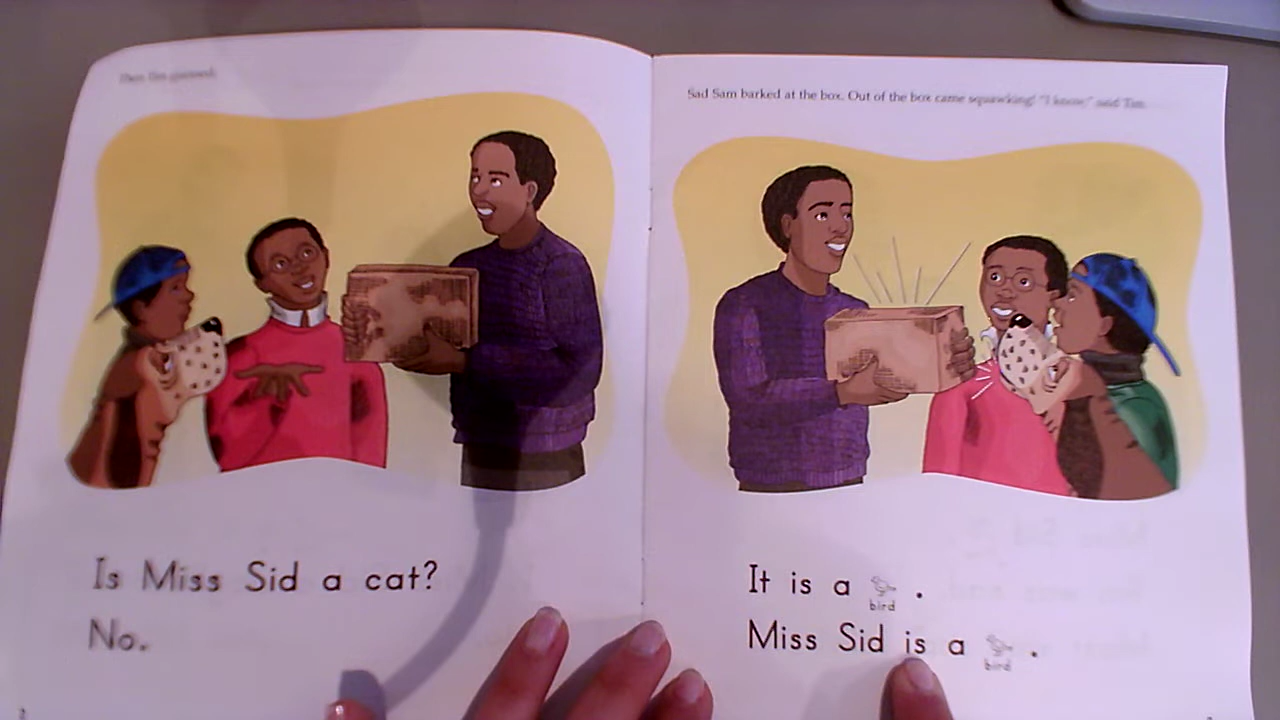 Then Tim guessed:
Is Miss Sid a cat?
No.
Sad Sam barked at the box. Out of the box came squawking! "I know," said Tim.
It is a bird.
Miss Sid is a bird.